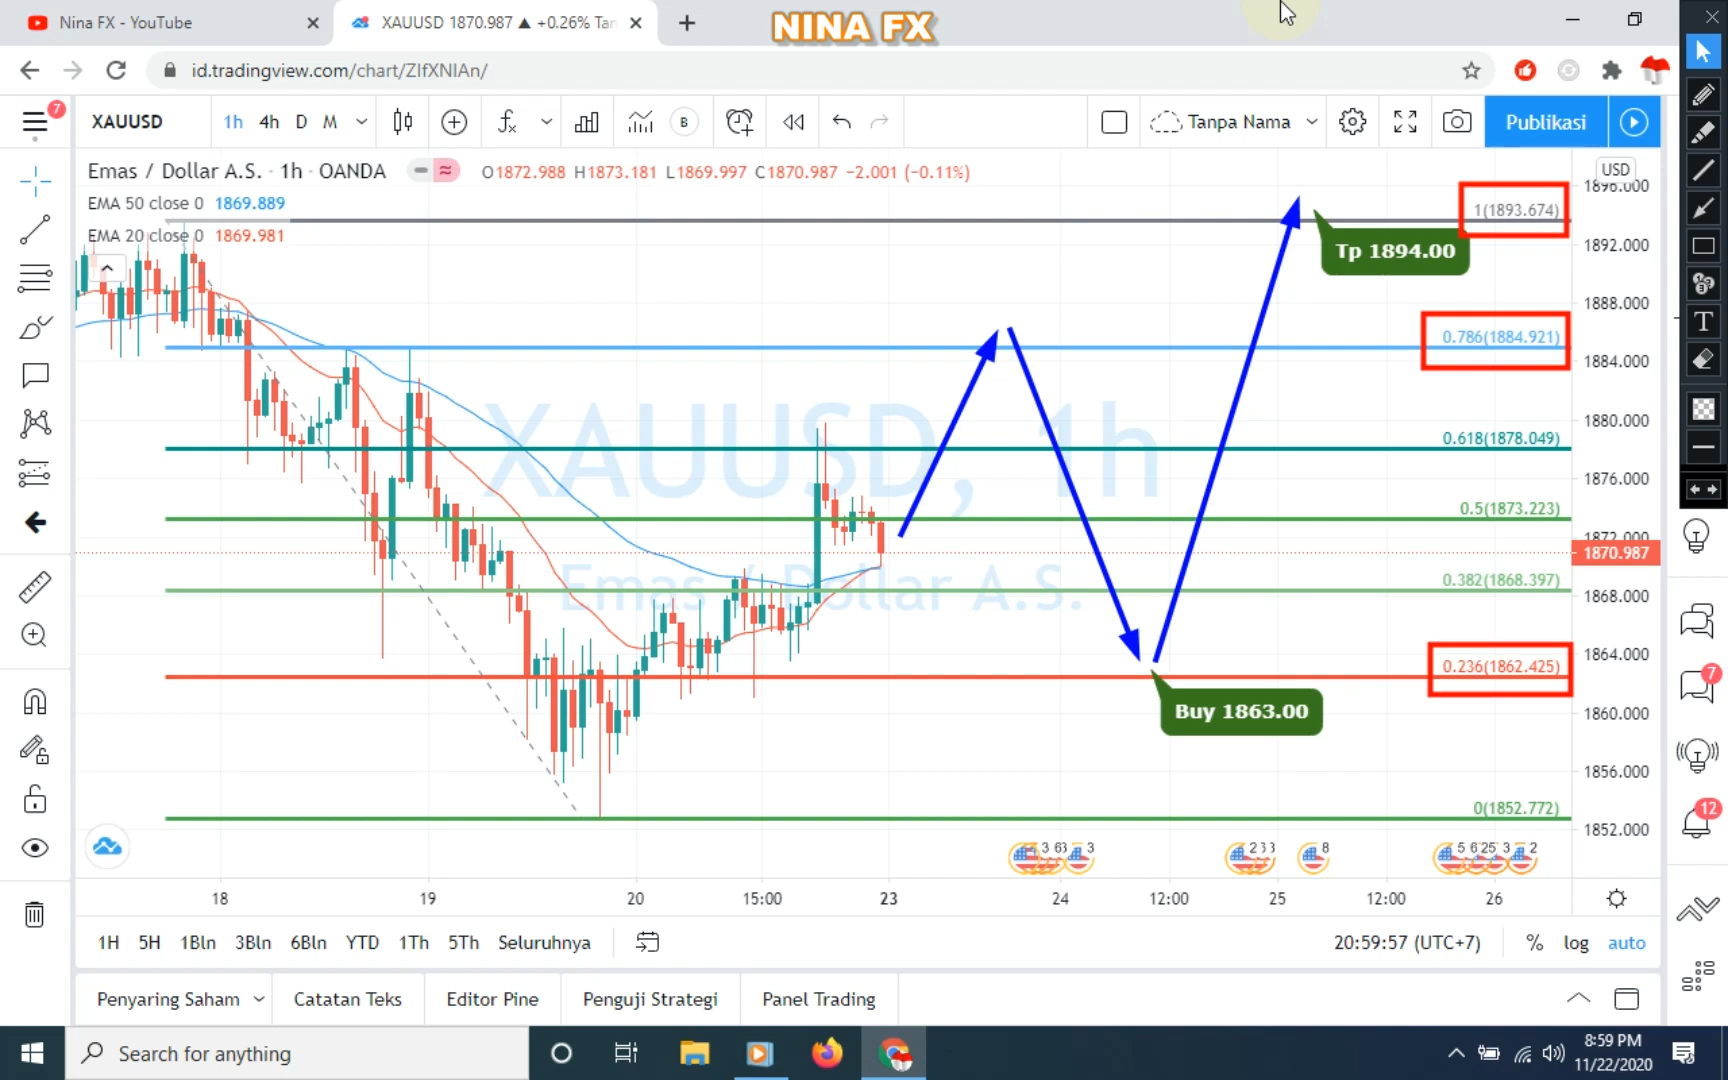 Nina FX - YouTube
XAUUSD 1870.987 ▲ +0.26% Tan
NINA FX
id.tradingview.com/chart/ZIfXNIAn/
7
XAUUSD
1h 4h D M
B
Tanpa Nama
Publikasi
Emas / Dollar A.S. · 1h · OANDA
O1872.988 H1873.181 L1869.997 C1870.987 −2.001 (−0.11%)
EMA 50 close 0 1869.889
EMA 20 close 0 1869.981
USD
1896.000
1(1893.674)
1892.000
Tp 1894.00
1888.000
0.786(1884.921)
1884.000
1880.000
0.618(1878.049)
1876.000
XAUUSD, 1h
0.5(1873.223)
1872.000
1870.987
0.382(1868.397)
Emas / Dollar A.S.
1868.000
1864.000
0.236(1862.425)
Buy 1863.00
1860.000
1856.000
0(1852.772)
1852.000
7
12
18 19 20 15:00 23 24 12:00 25 12:00 26
1H 5H 1Bln 3Bln 6Bln YTD 1Th 5Th Seluruhnya
20:59:57 (UTC+7) % log auto
Penyaring Saham Catatan Teks Editor Pine Penguji Strategi Panel Trading
Search for anything
8:59 PM
11/22/2020